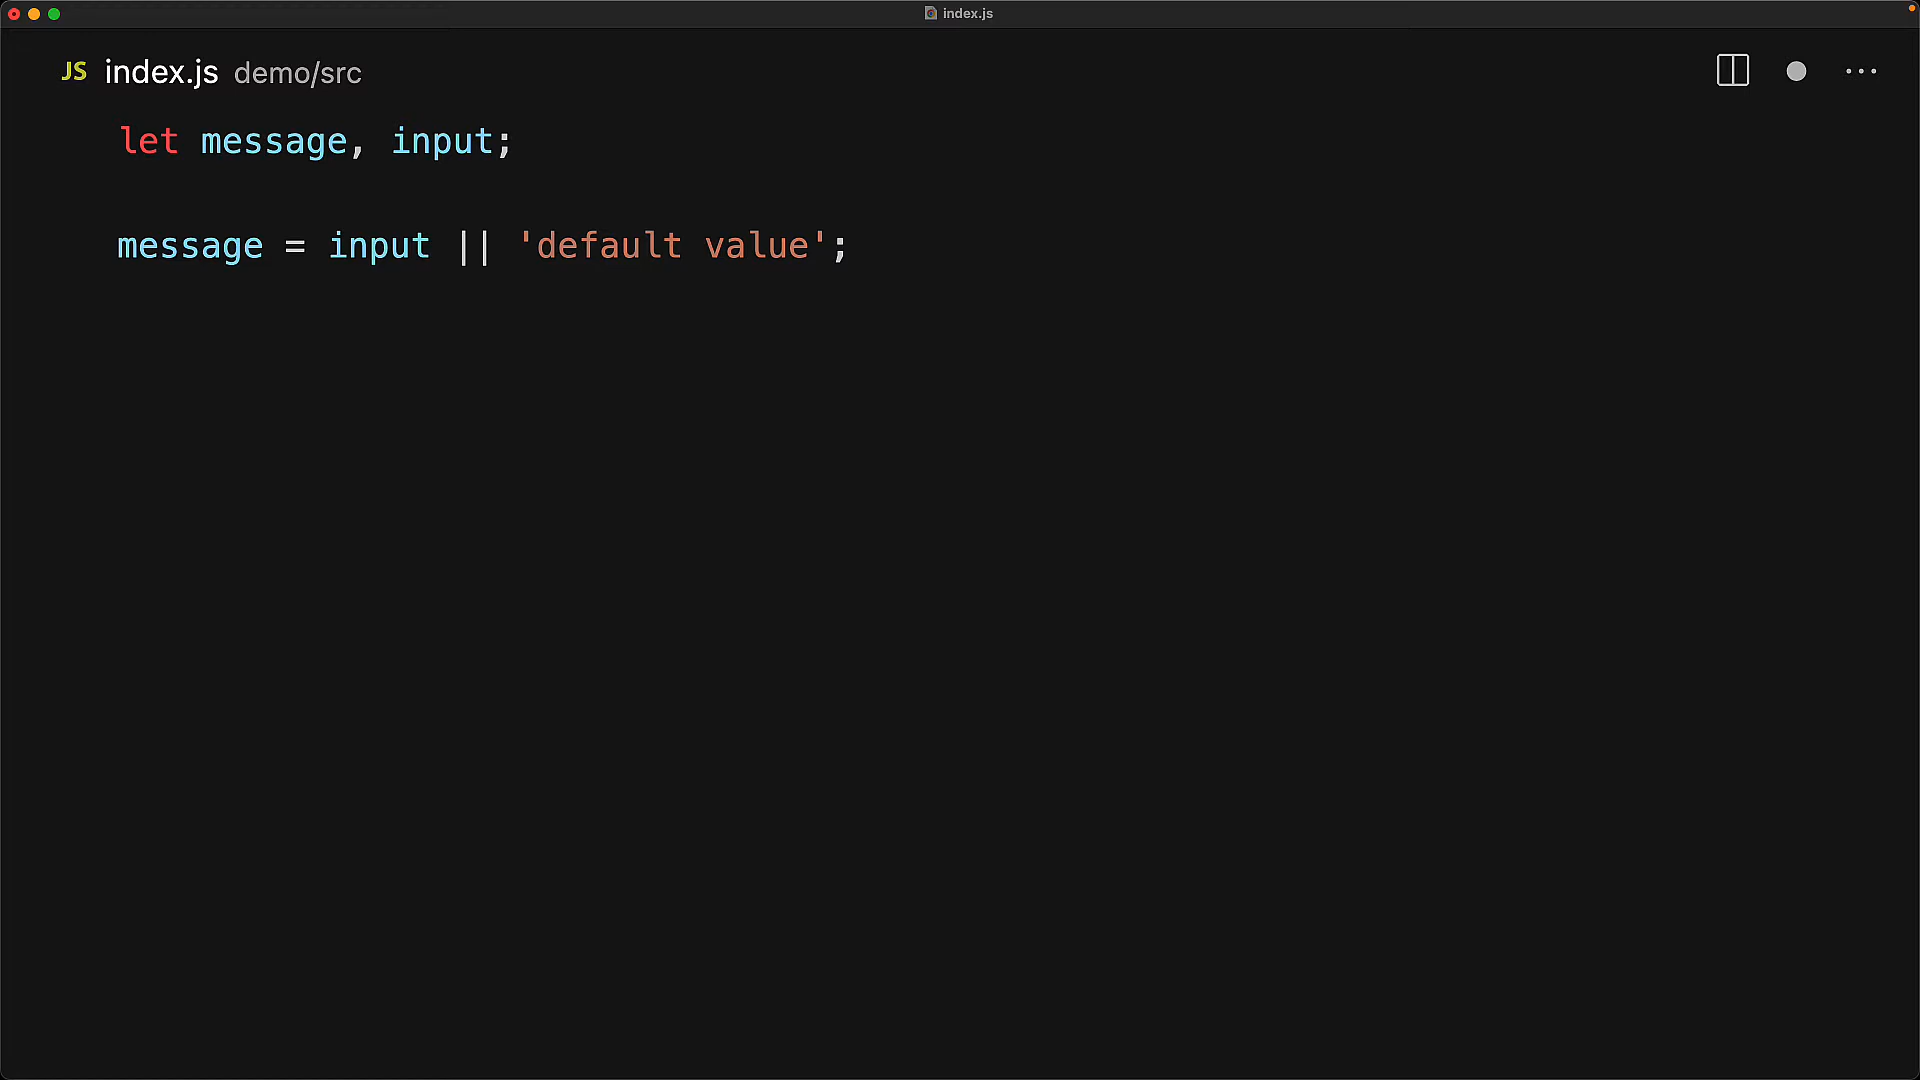 index.js
JS index.js demo/src
let message, input;
message = input || 'default value';